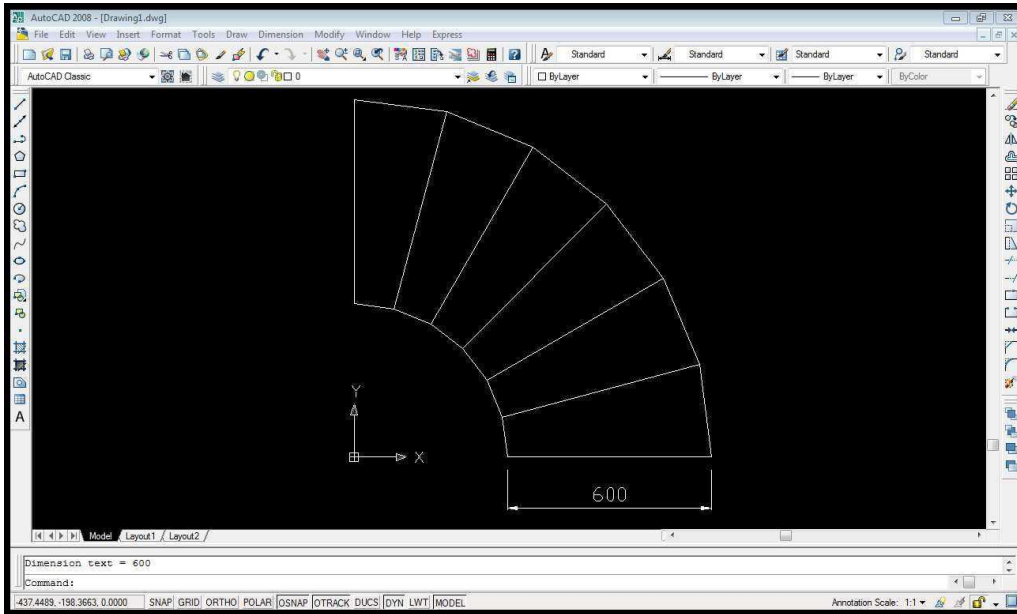 AutoCAD 2008 - [Drawing1.dwg]
File Edit View Insert Format Tools Draw Dimension Modify Window Help Express
Standard Standard Standard Standard
AutoCAD Classic 0 ByLayer ByLayer ByLayer ByColor
A
Y
X
600
Model Layout1 Layout2
Dimension text = 600
Command:
-437.4489, -198.3663, 0.0000 SNAP GRID ORTHO POLAR OSNAP OTRACK DUCS DYN LWT MODEL Annotation Scale: 1:1